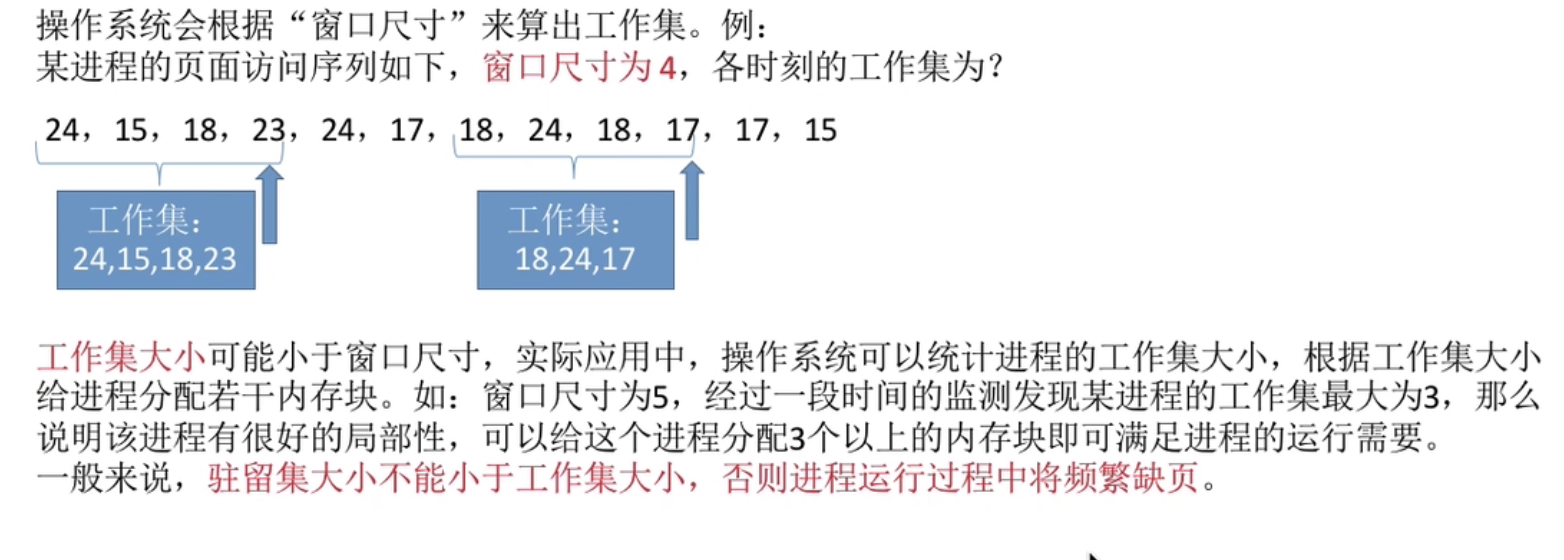 操作系统会根据“窗口尺寸”来算出工作集。例：
某进程的页面访问序列如下，窗口尺寸为 4，各时刻的工作集为？
24，15，18，23，24，17，18，24，18，17，17，15
工作集：
24,15,18,23
工作集：
18,24,17
工作集大小可能小于窗口尺寸，实际应用中，操作系统可以统计进程的工作集大小，根据工作集大小
给进程分配若干内存块。如：窗口尺寸为5，经过一段时间的监测发现某进程的工作集最大为3，那么
说明该进程有很好的局部性，可以给这个进程分配3个以上的内存块即可满足进程的运行需要。
一般来说，驻留集大小不能小于工作集大小，否则进程运行过程中将频繁缺页。